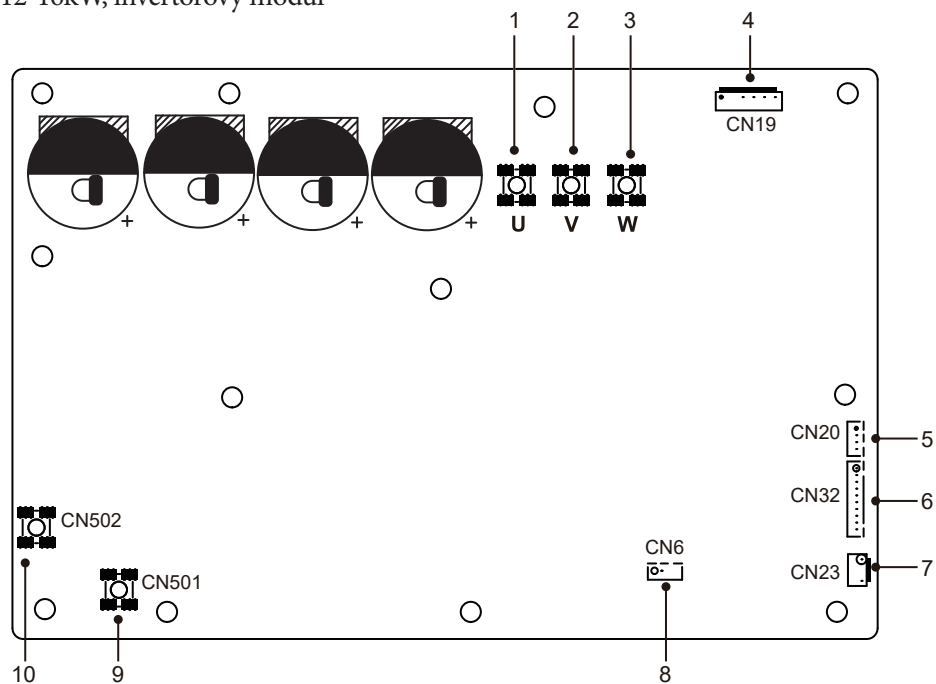 12-16kW, invertorový modul
1 2 3 4
CN19
+ + + +
U V W
CN20 5
CN32 6
CN502
CN6
CN501
CN23 7
10 9 8